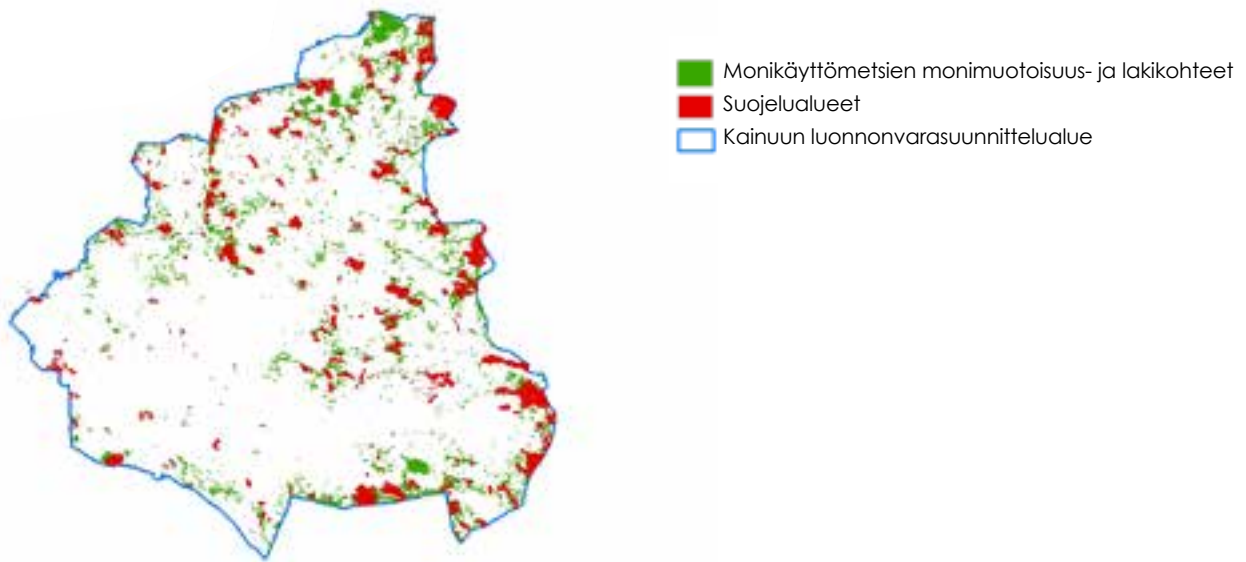 Monikäyttömetsien monimuotoisuus- ja lakikohteet
Suojelualueet
Kainuun luonnonvarasuunnittelualue